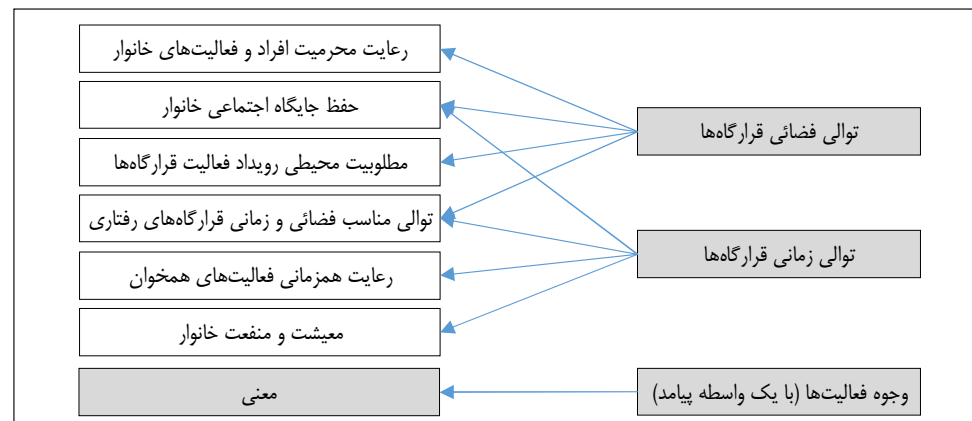 رعایت محرمیت افراد و فعالیت‌های خانوار
حفظ جایگاه اجتماعی خانوار
توالی فضائی قرارگاه‌ها
مطلوبیت محیطی رویداد فعالیت قرارگاه‌ها
توالی مناسب فضائی و زمانی قرارگاه‌های رفتاری
توالی زمانی قرارگاه‌ها
رعایت همزمانی فعالیت‌های همخوان
معیشت و منفعت خانوار
وجوه فعالیت‌ها (با یک واسطه پیامد)
معنی